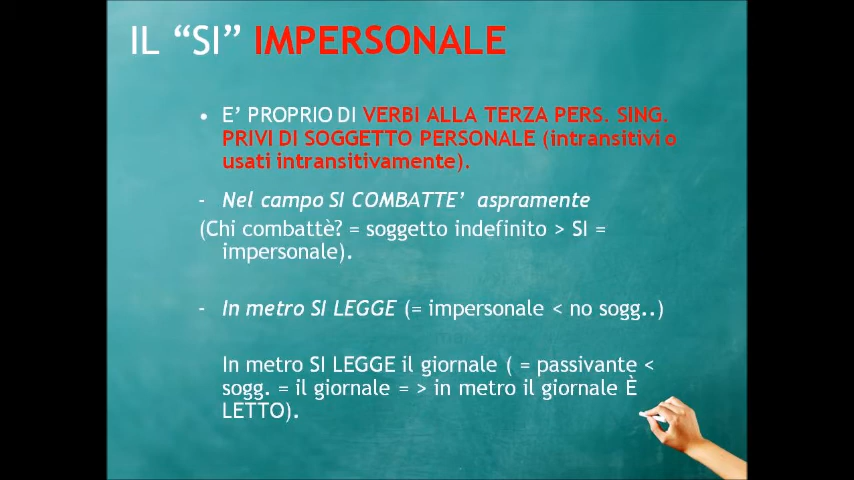 IL “SI” IMPERSONALE
• E’ PROPRIO DI VERBI ALLA TERZA PERS. SING.
PRIVI DI SOGGETTO PERSONALE (intransitivi o
usati intransitivamente).
- Nel campo SI COMBATTE’ aspramente
(Chi combattè? = soggetto indefinito > SI =
impersonale).
- In metro SI LEGGE (= impersonale < no sogg..)
In metro SI LEGGE il giornale ( = passivante <
sogg. = il giornale = > in metro il giornale È
LETTO).